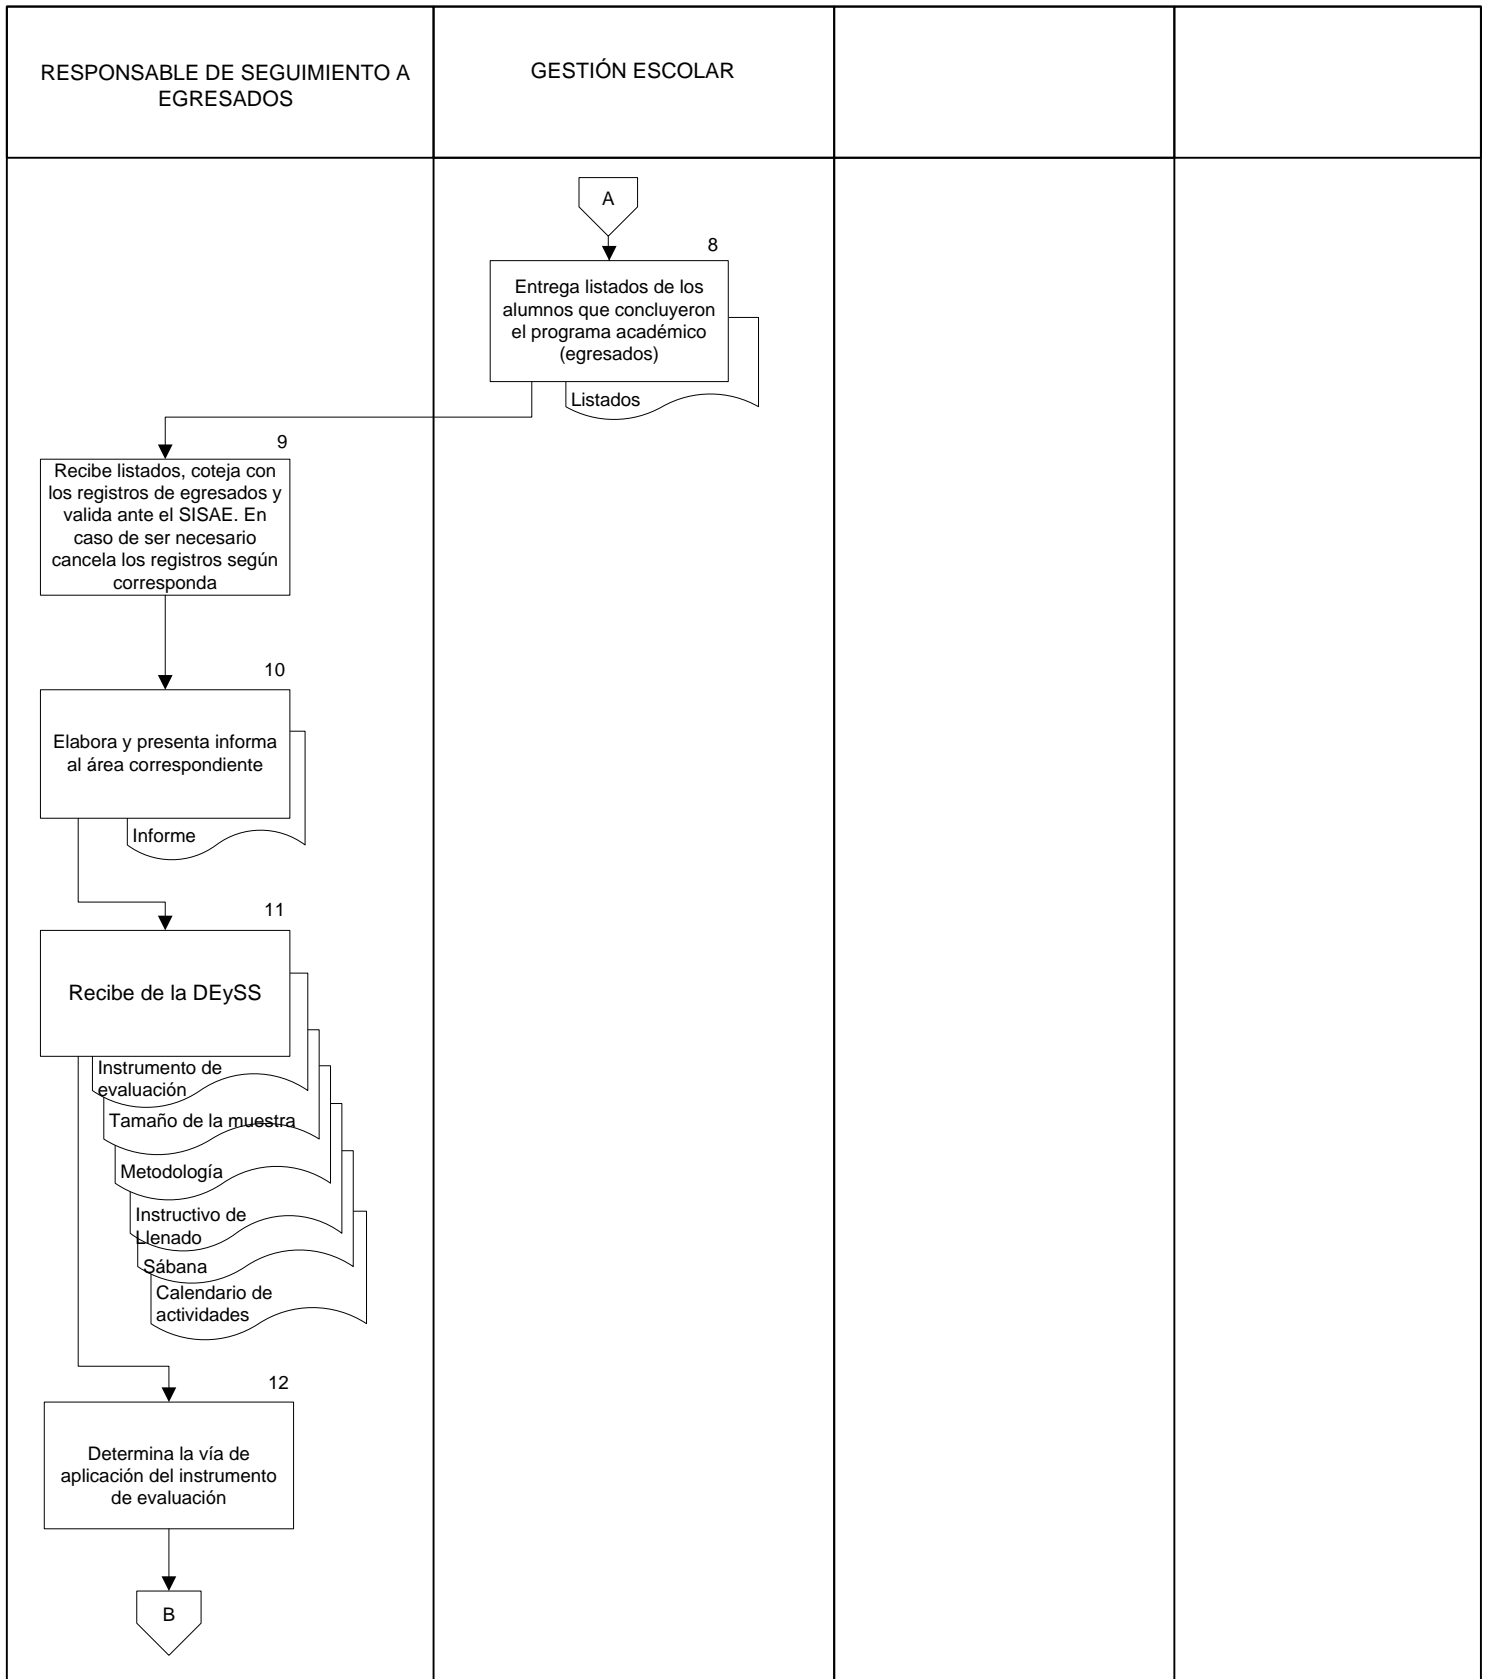 RESPONSABLE DE SEGUIMIENTO A
EGRESADOS
GESTIÓN ESCOLAR
A
8
Entrega listados de los
alumnos que concluyeron
el programa académico
(egresados)
Listados
9
Recibe listados, coteja con
los registros de egresados y
valida ante el SISAE. En
caso de ser necesario
cancela los registros según
corresponda
10
Elabora y presenta informa
al área correspondiente
Informe
11
Recibe de la DEySS
Instrumento de
evaluación
Tamaño de la muestra
Metodología
Instructivo de
Llenado
Sábana
Calendario de
actividades
12
Determina la vía de
aplicación del instrumento
de evaluación
B